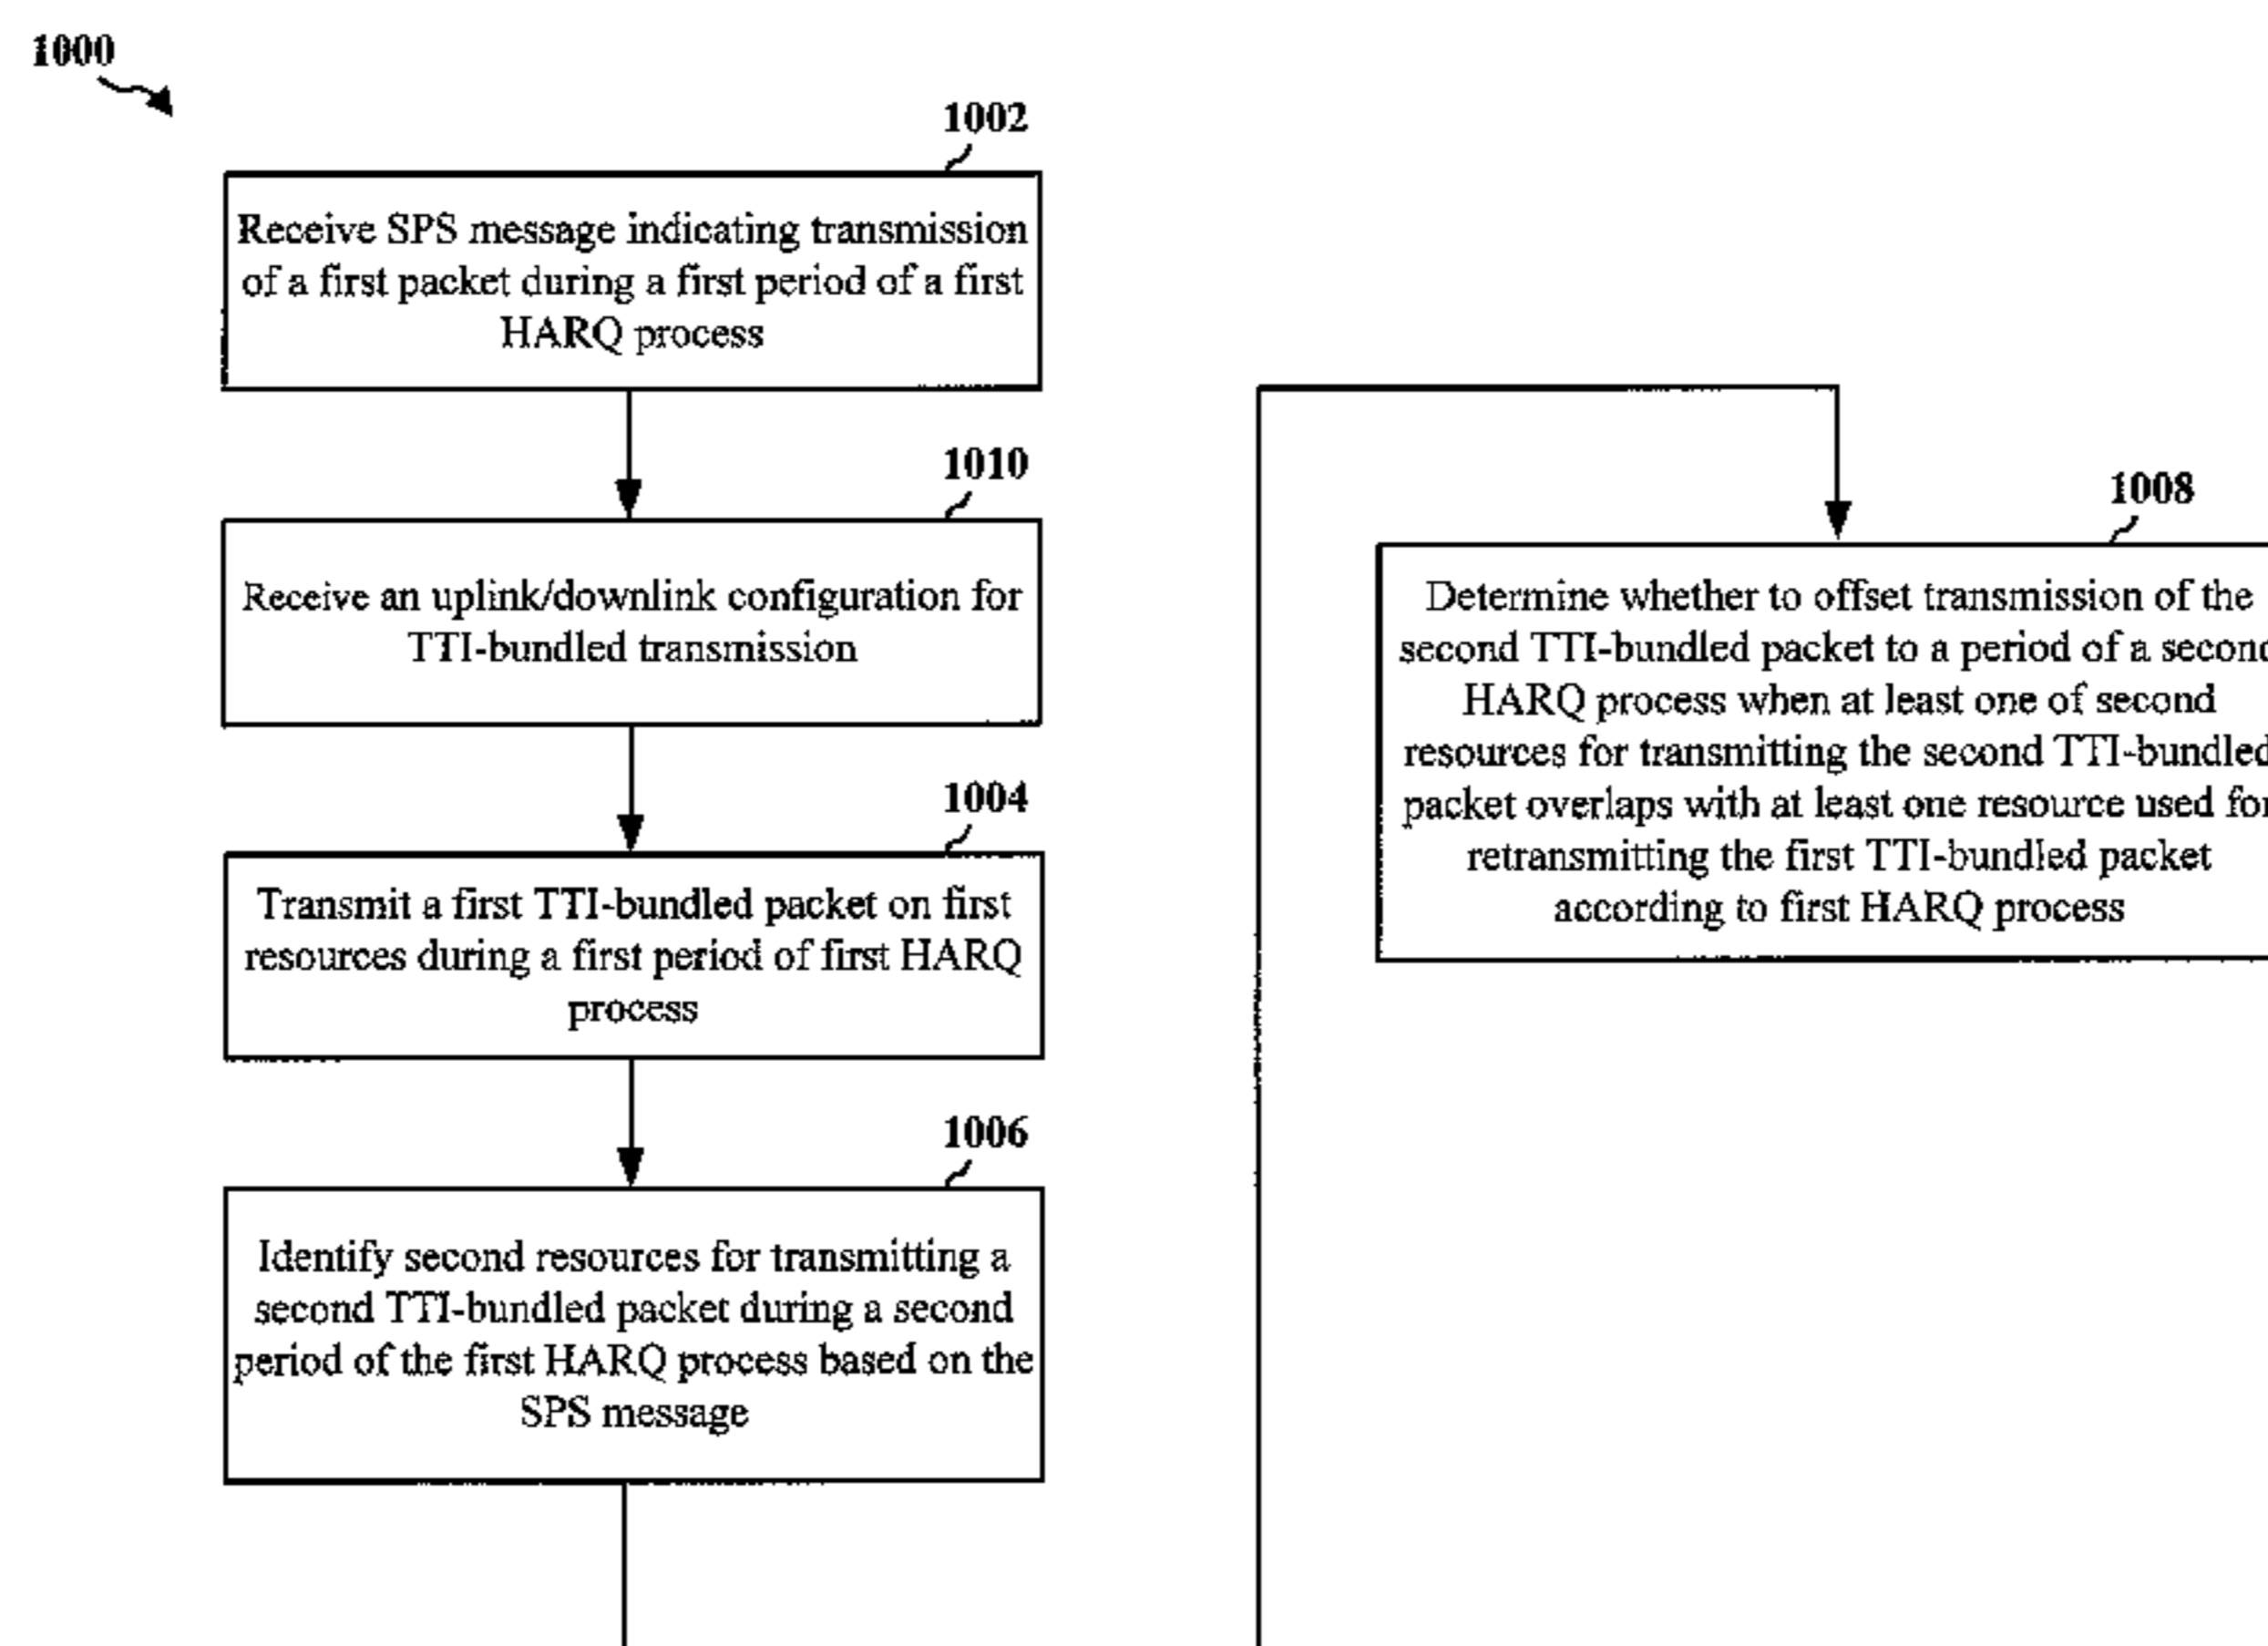 1000
1002
Receive SPS message indicating transmission
of a first packet during a first period of a first
HARQ process
1010
Receive an uplink/downlink configuration for
TTI-bundled transmission
1004
Transmit a first TTI-bundled packet on first
resources during a first period of first HARQ
process
1006
Identify second resources for transmitting a
second TTI-bundled packet during a second
period of the first HARQ process based on the
SPS message
1008
Determine whether to offset transmission of the
second TTI-bundled packet to a period of a second
HARQ process when at least one of second
resources for transmitting the second TTI-bundled
packet overlaps with at least one resource used for
retransmitting the first TTI-bundled packet
according to first HARQ process